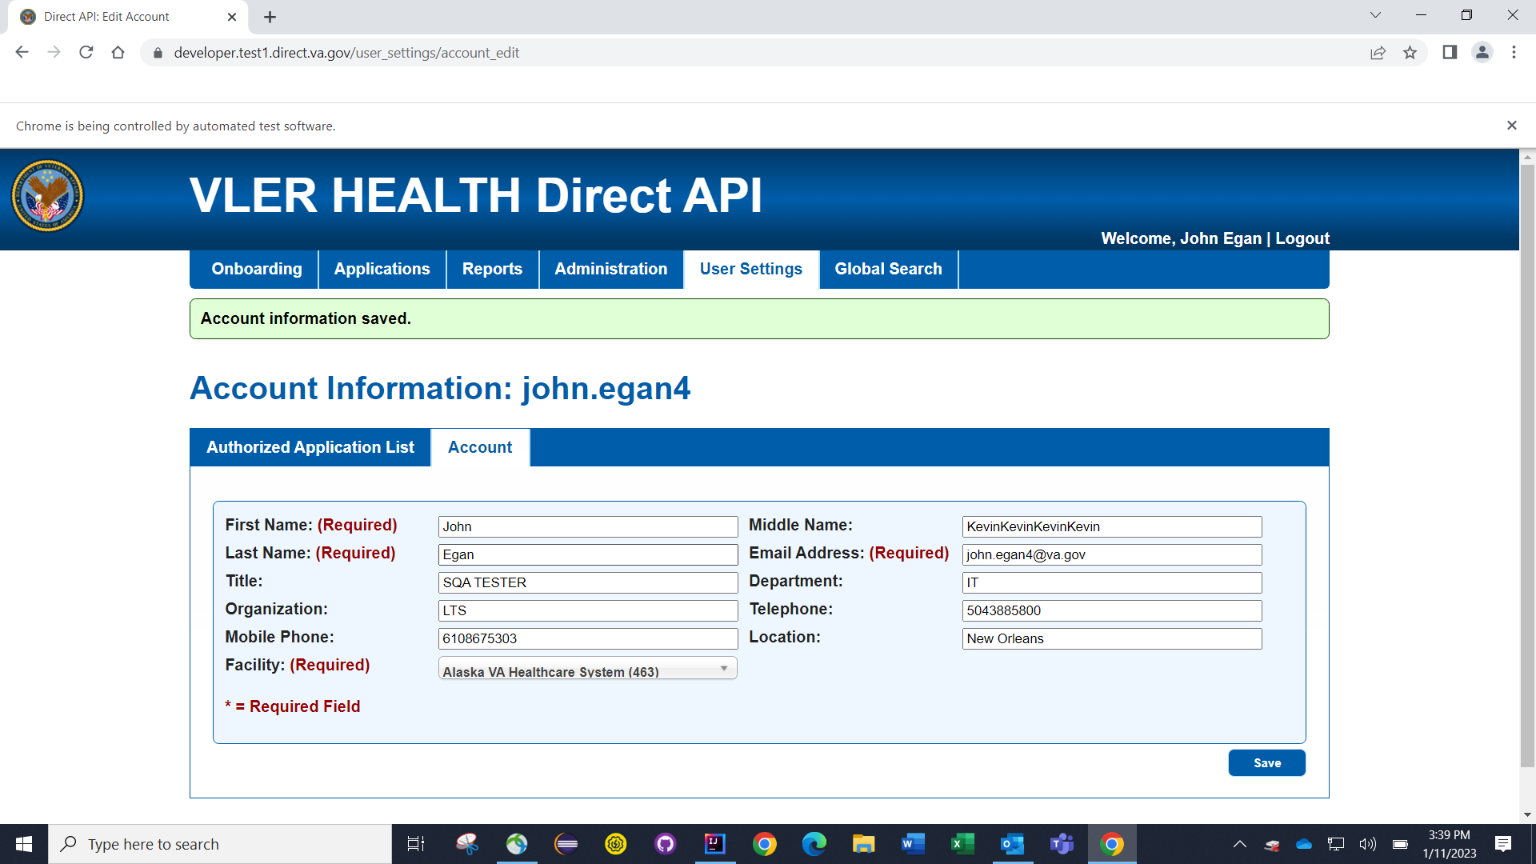 Direct API: Edit Account
developer.test1.direct.va.gov/user_settings/account_edit
Chrome is being controlled by automated test software.
VLER HEALTH Direct API
Welcome, John Egan | Logout
Onboarding Applications Reports Administration User Settings Global Search
Account information saved.
Account Information: john.egan4
Authorized Application List Account
First Name: (Required) John Middle Name: KevinKevinKevinKevin
Last Name: (Required) Egan Email Address: (Required) john.egan4@va.gov
Title: SQA TESTER Department: IT
Organization: LTS Telephone: 5043885800
Mobile Phone: 6108675303 Location: New Orleans
Facility: (Required) Alaska VA Healthcare System (463)
* = Required Field
Save
Type here to search
3:39 PM
1/11/2023